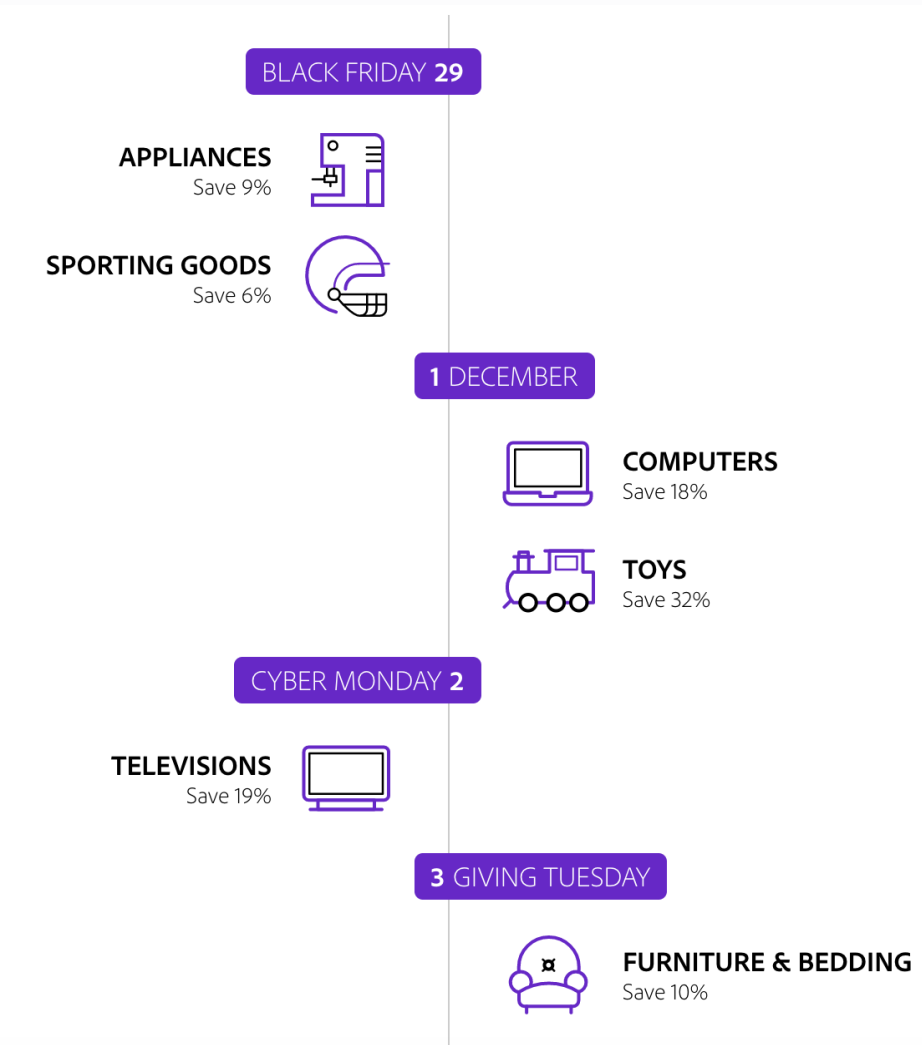 BLACK FRIDAY 29
APPLIANCES
Save 9%
SPORTING GOODS
Save 6%
1 DECEMBER
COMPUTERS
Save 18%
TOYS
Save 32%
CYBER MONDAY 2
TELEVISIONS
Save 19%
3 GIVING TUESDAY
FURNITURE & BEDDING
Save 10%